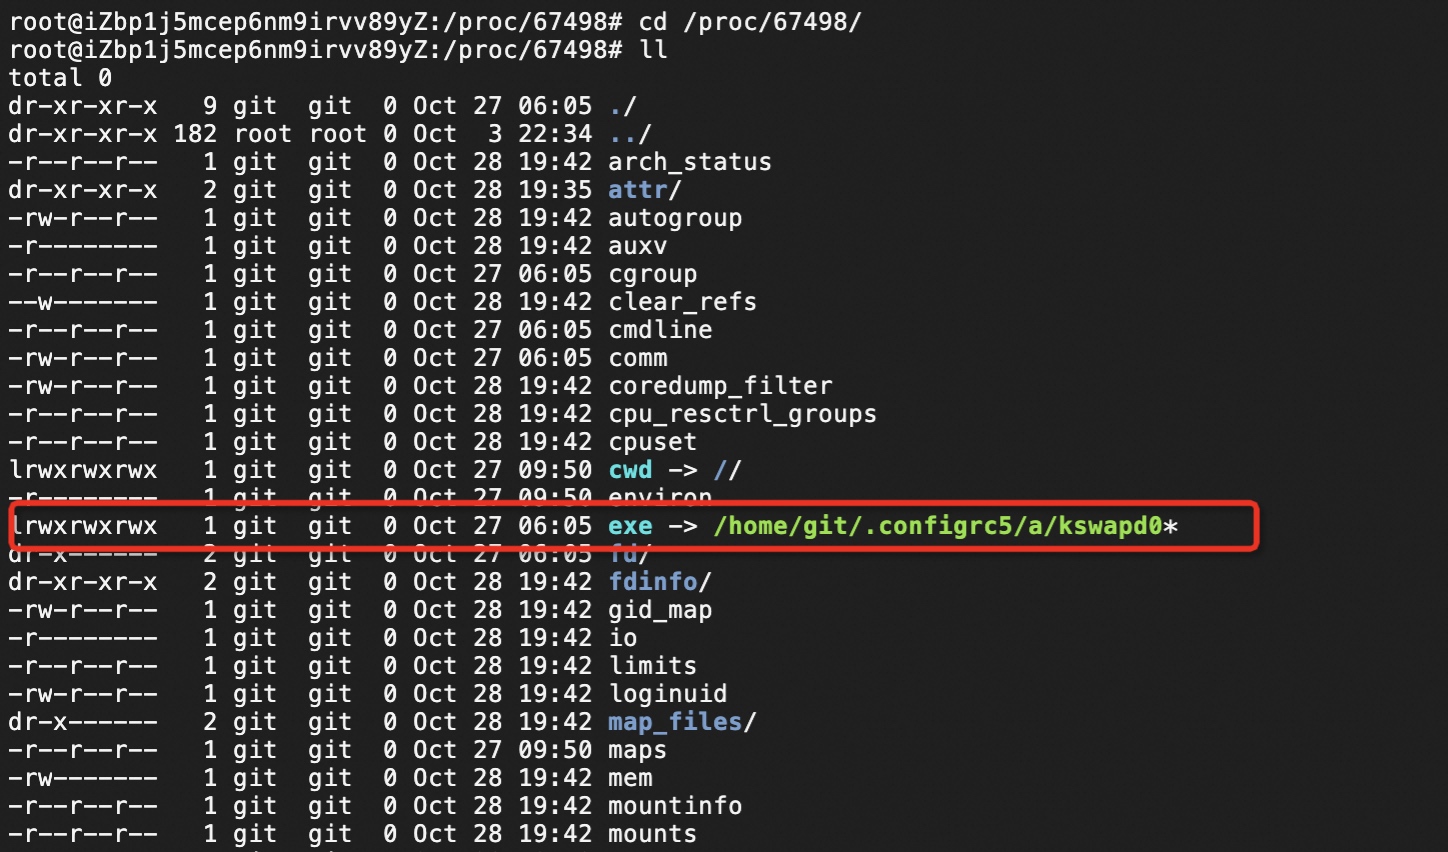 root@iZbp1j5mcep6nm9irvv89yZ:/proc/67498# cd /proc/67498/
root@iZbp1j5mcep6nm9irvv89yZ:/proc/67498# ll
total 0
dr-xr-xr-x   9 git  git  0 Oct 27 06:05 ./
dr-xr-xr-x 182 root root 0 Oct  3 22:34 ../
-r--r--r--   1 git  git  0 Oct 28 19:42 arch_status
dr-xr-xr-x   2 git  git  0 Oct 28 19:35 attr/
-rw-r--r--   1 git  git  0 Oct 28 19:42 autogroup
-r--------   1 git  git  0 Oct 28 19:42 auxv
-r--r--r--   1 git  git  0 Oct 27 06:05 cgroup
--w-------   1 git  git  0 Oct 28 19:42 clear_refs
-r--r--r--   1 git  git  0 Oct 27 06:05 cmdline
-rw-r--r--   1 git  git  0 Oct 27 06:05 comm
-rw-r--r--   1 git  git  0 Oct 28 19:42 coredump_filter
-r--r--r--   1 git  git  0 Oct 28 19:42 cpu_resctrl_groups
-r--r--r--   1 git  git  0 Oct 28 19:42 cpuset
lrwxrwxrwx   1 git  git  0 Oct 27 09:50 cwd -> //
-r--------   1 git  git  0 Oct 27 09:50 environ
lrwxrwxrwx   1 git  git  0 Oct 27 06:05 exe -> /home/git/.configrc5/a/kswapd0*
dr-x------   2 git  git  0 Oct 27 06:05 fd/
dr-xr-xr-x   2 git  git  0 Oct 28 19:42 fdinfo/
-rw-r--r--   1 git  git  0 Oct 28 19:42 gid_map
-r--------   1 git  git  0 Oct 28 19:42 io
-r--r--r--   1 git  git  0 Oct 28 19:42 limits
-rw-r--r--   1 git  git  0 Oct 28 19:42 loginuid
dr-x------   2 git  git  0 Oct 28 19:42 map_files/
-r--r--r--   1 git  git  0 Oct 27 09:50 maps
-rw-------   1 git  git  0 Oct 28 19:42 mem
-r--r--r--   1 git  git  0 Oct 28 19:42 mountinfo
-r--r--r--   1 git  git  0 Oct 28 19:42 mounts